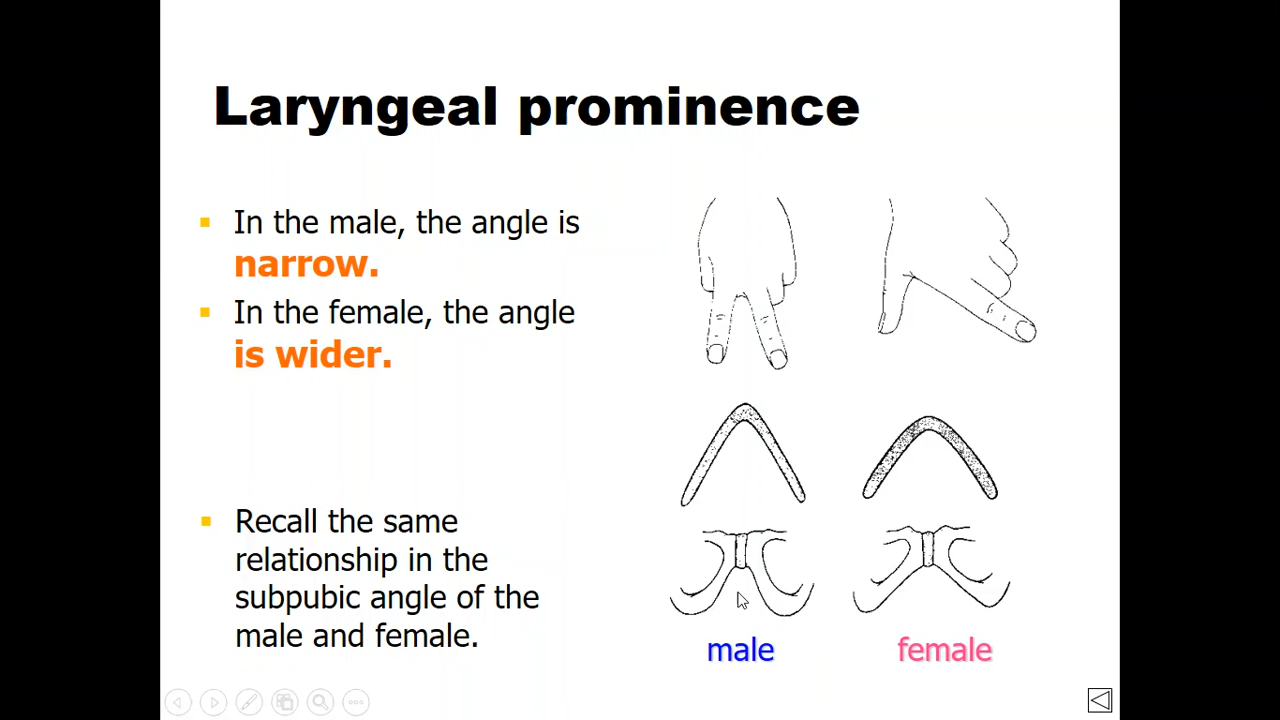 Laryngeal prominence
In the male, the angle is
narrow.
In the female, the angle
is wider.
Recall the same
relationship in the
subpubic angle of the
male and female.
male
female